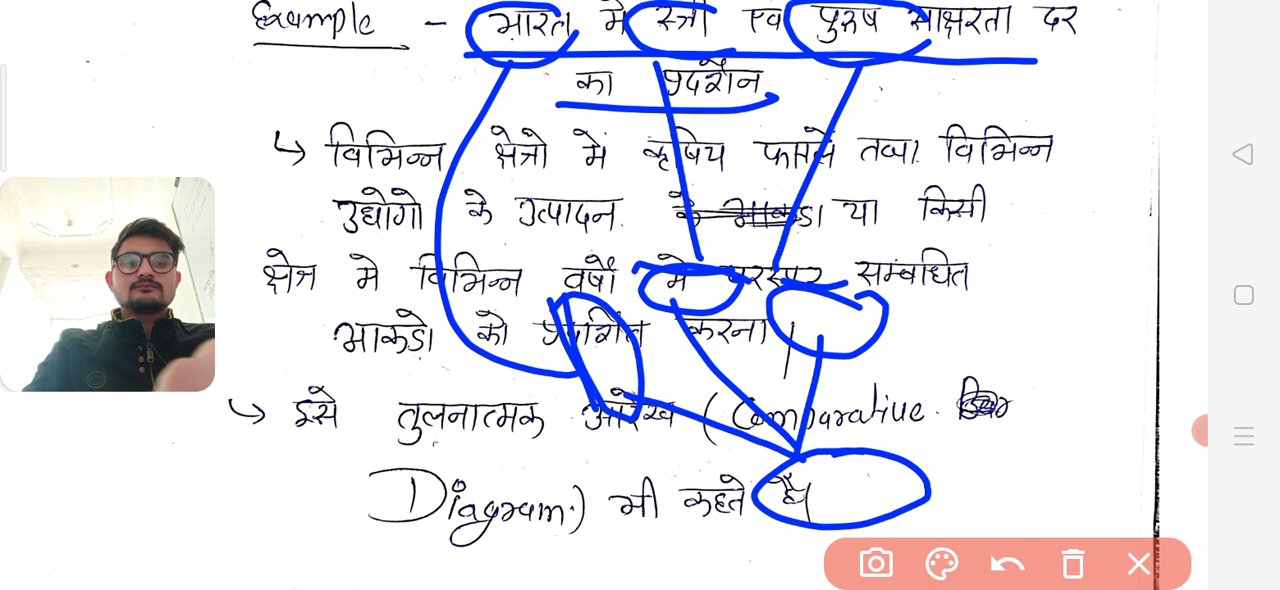 Example - भारत मे स्त्री एव पुरुष साक्षरता दर
का प्रदर्शन
↳ विभिन्न क्षेत्रो में कृषिय फसलें तथा विभिन्न
उद्योगो के उत्पादन या किसी
क्षेत्र मे विभिन्न वर्षो मे परस्पर सम्बंधित
आकडो को प्रदर्शित करना |
↳ इसे तुलनात्मक आरेख ( Comparative
Diagram.) भी कहते है।